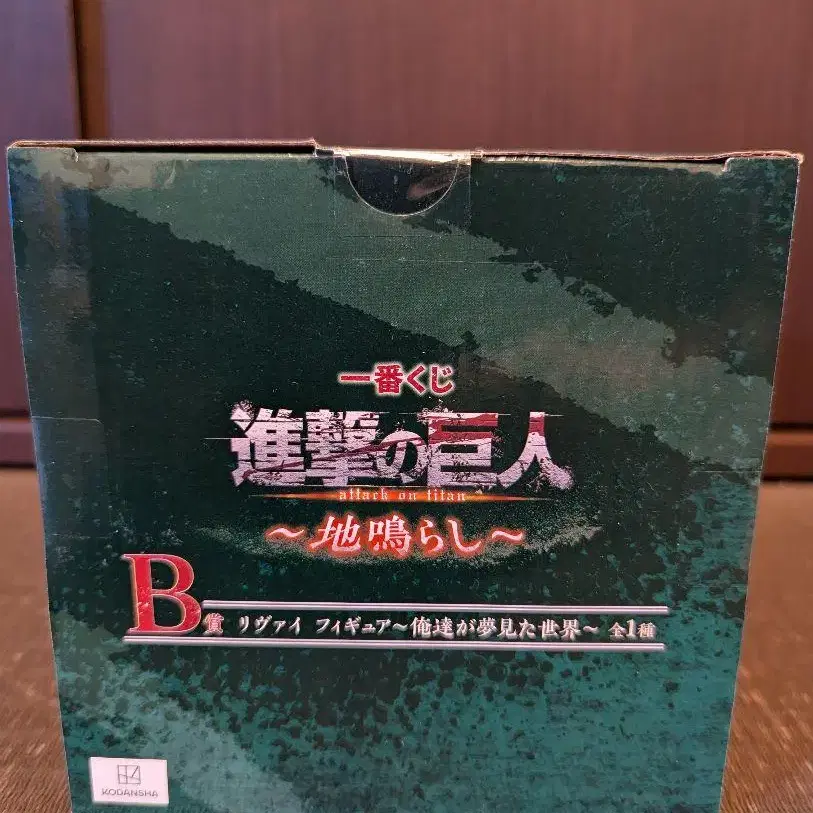 一番くじ
進撃の巨人
attack on titan
～地鳴らし～
B賞 リヴァイ フィギュア～俺達が夢見た世界～ 全1種
KODANSHA